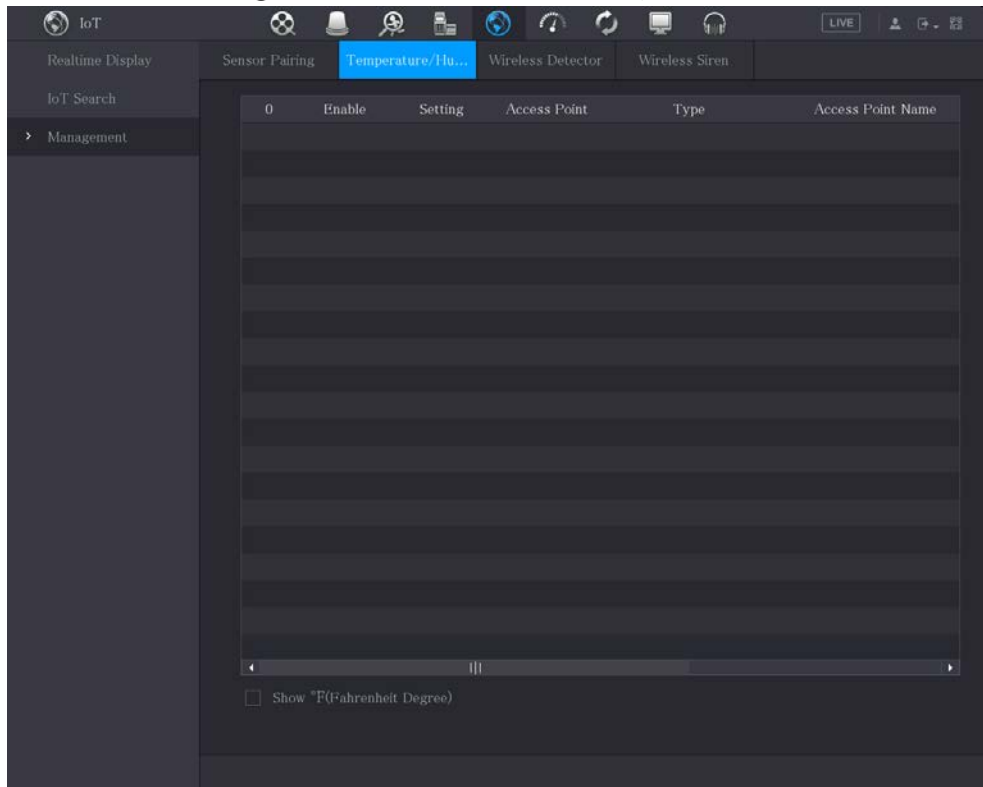 IoT
LIVE
Realtime Display
IoT Search
Management
Sensor Pairing Temperature/Hu... Wireless Detector Wireless Siren
0 Enable Setting Access Point Type Access Point Name
Show °F(Fahrenheit Degree)